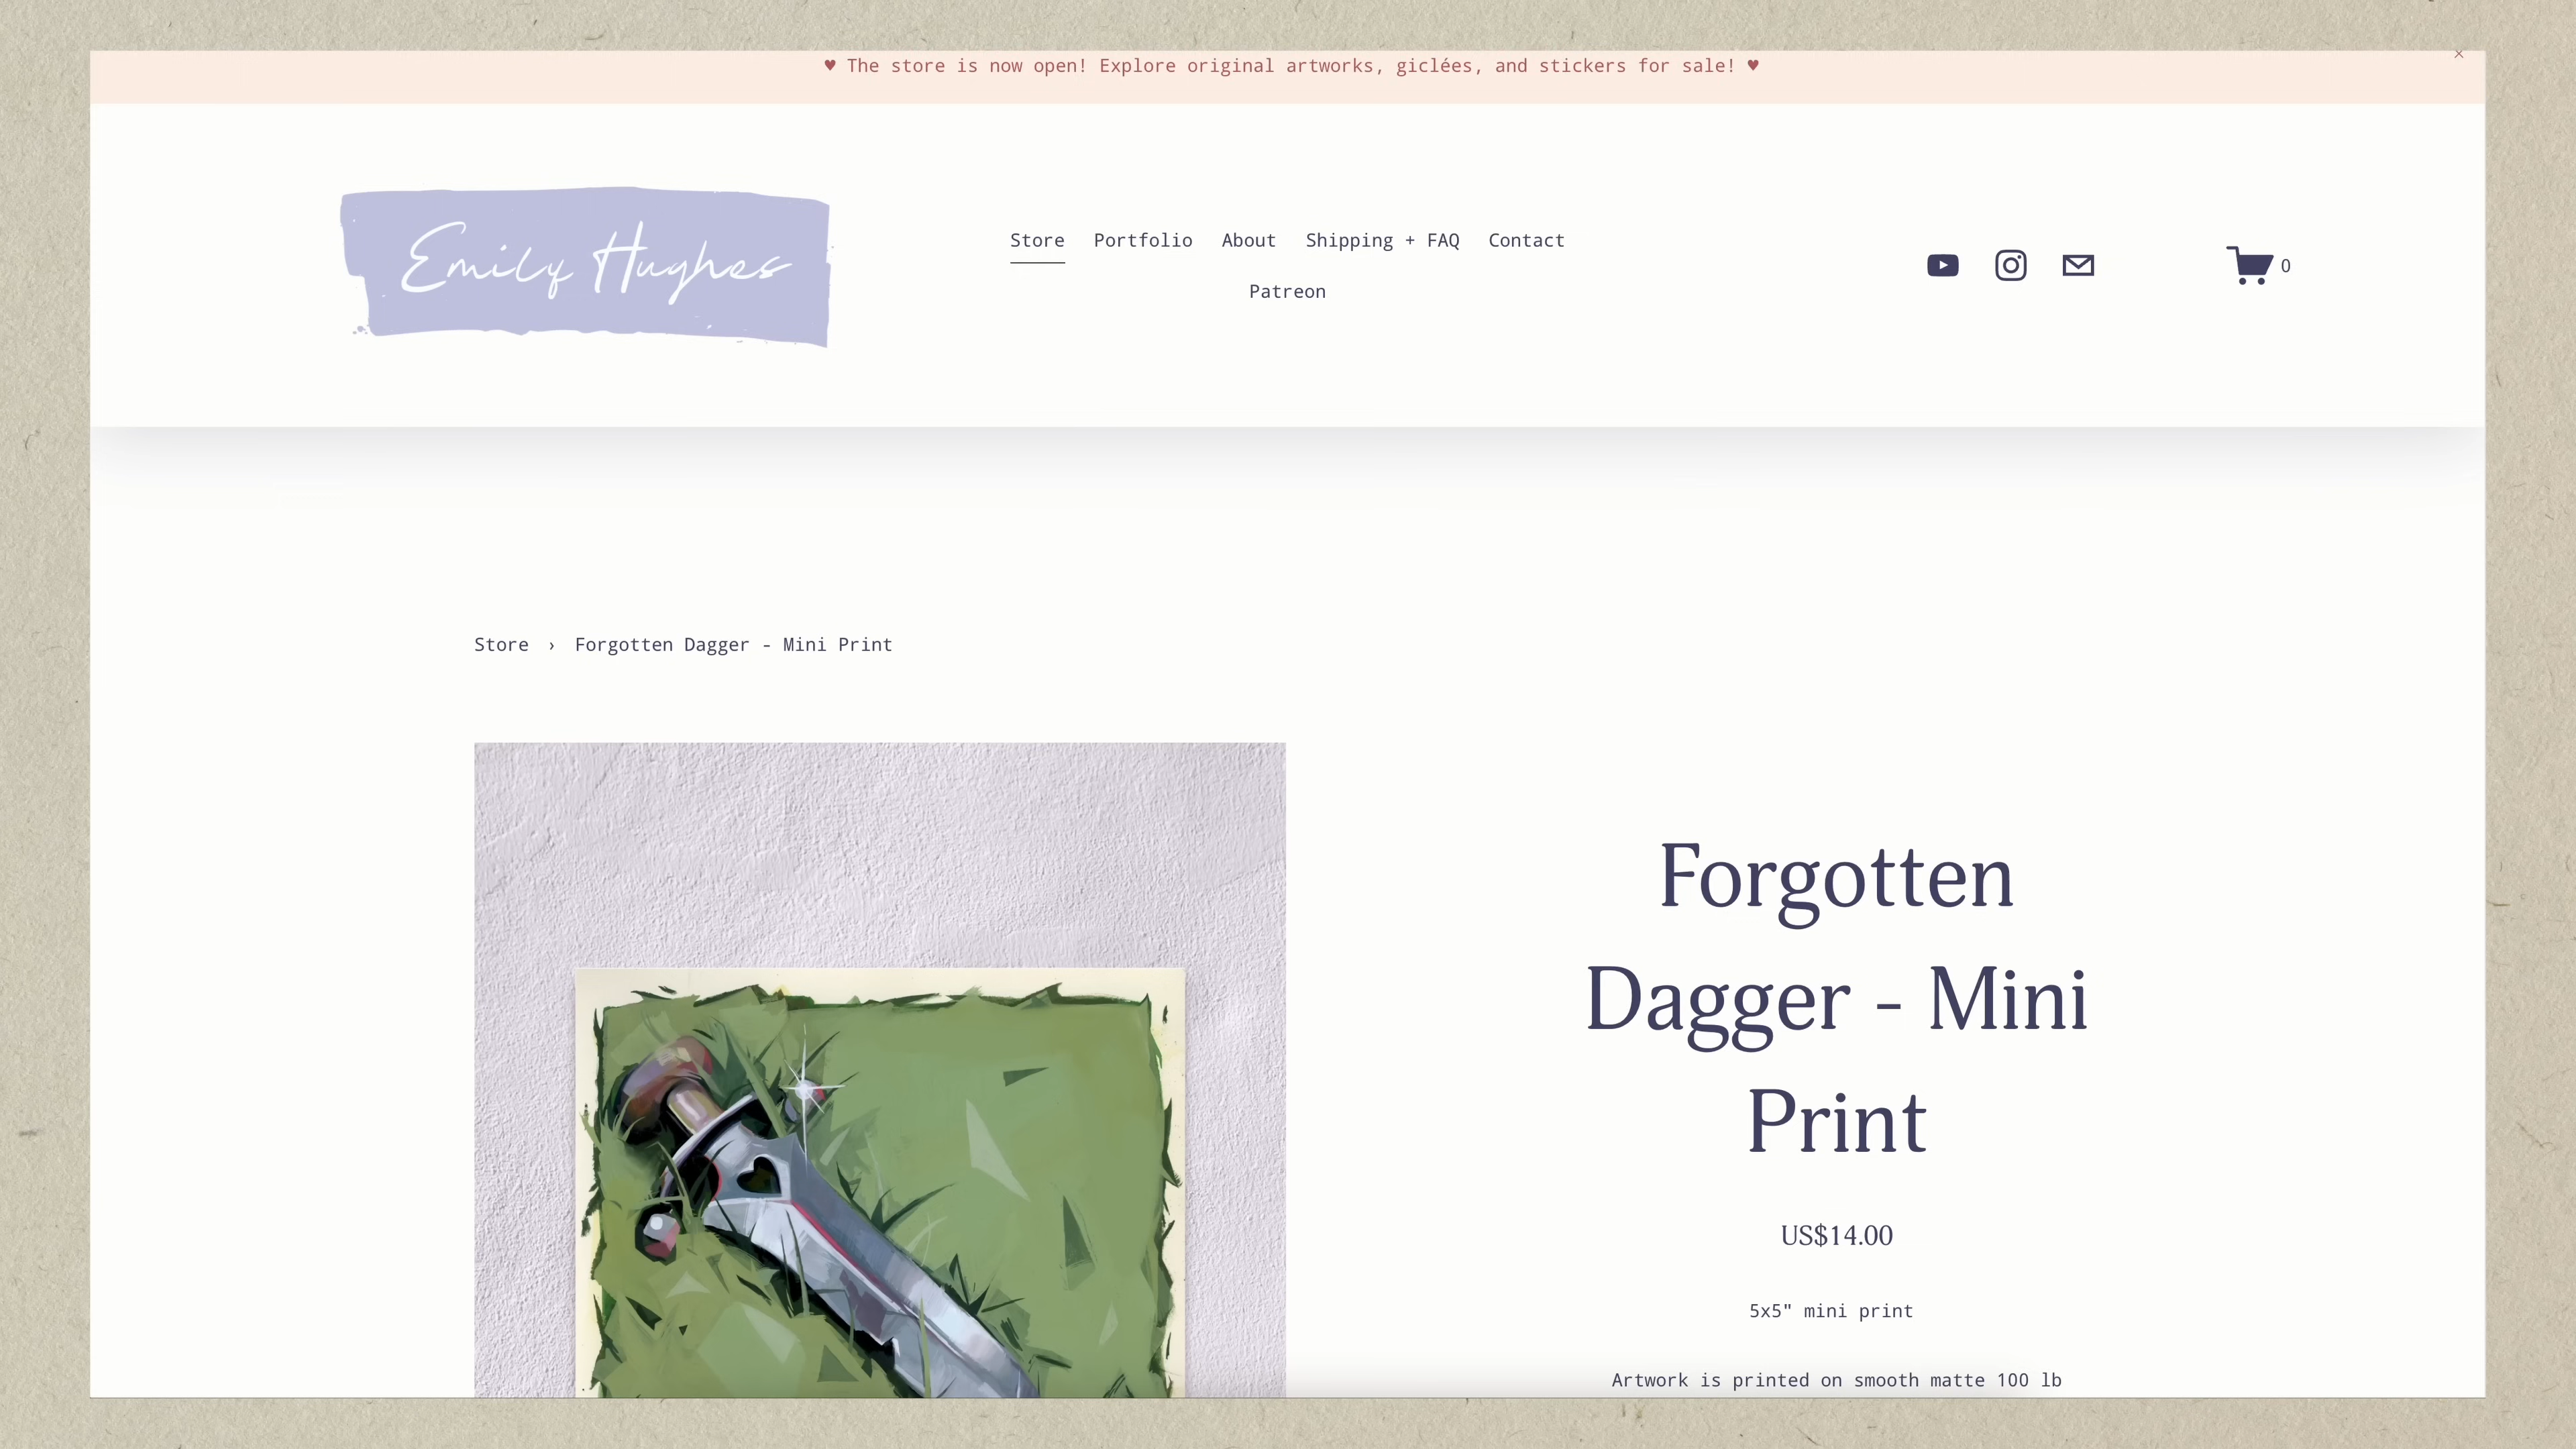 ♥ The store is now open! Explore original artworks, giclées, and stickers for sale! ♥
Emily Hughes
Store Portfolio About Shipping + FAQ Contact
Patreon
0
Store › Forgotten Dagger - Mini Print
Forgotten
Dagger - Mini
Print
US$14.00
5x5" mini print
Artwork is printed on smooth matte 100 lb